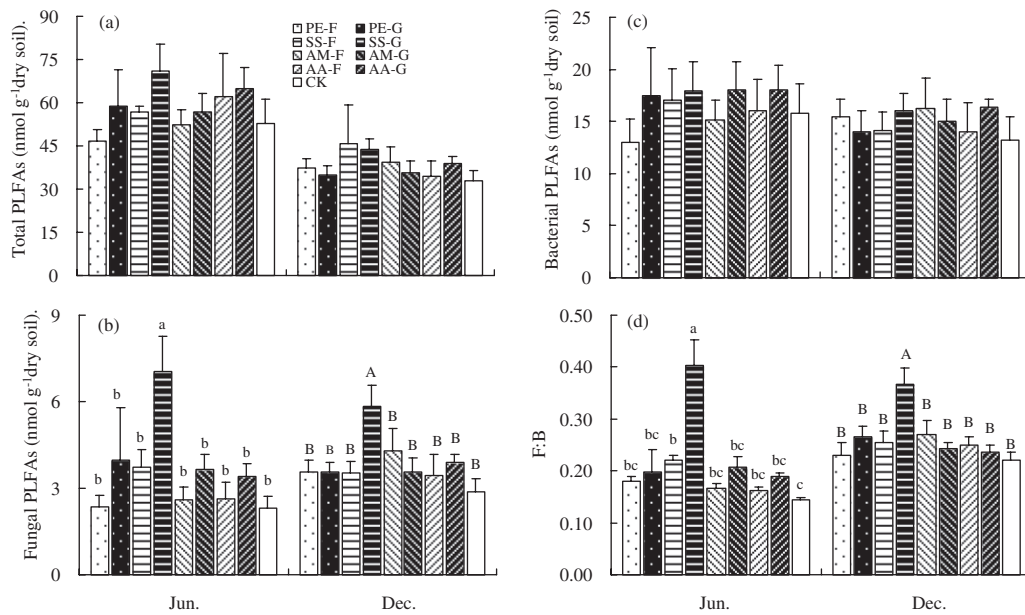 (a)
Total PLFAs (nmol g⁻¹dry soil).
90
75
60
45
30
15
0
PE-F PE-G
SS-F SS-G
AM-F AM-G
AA-F AA-G
CK
(c)
Bacterial PLFAs (nmol g⁻¹dry soil)
25
20
15
10
5
0
(b)
Fungal PLFAs (nmol g⁻¹dry soil).
9
6
3
0
b b b a b b b b b
B B B A B B B B B
Jun. Dec.
(d)
F:B
0.50
0.40
0.30
0.20
0.10
0.00
bc bc b a bc bc bc bc c
B B B A B B B B B
Jun. Dec.